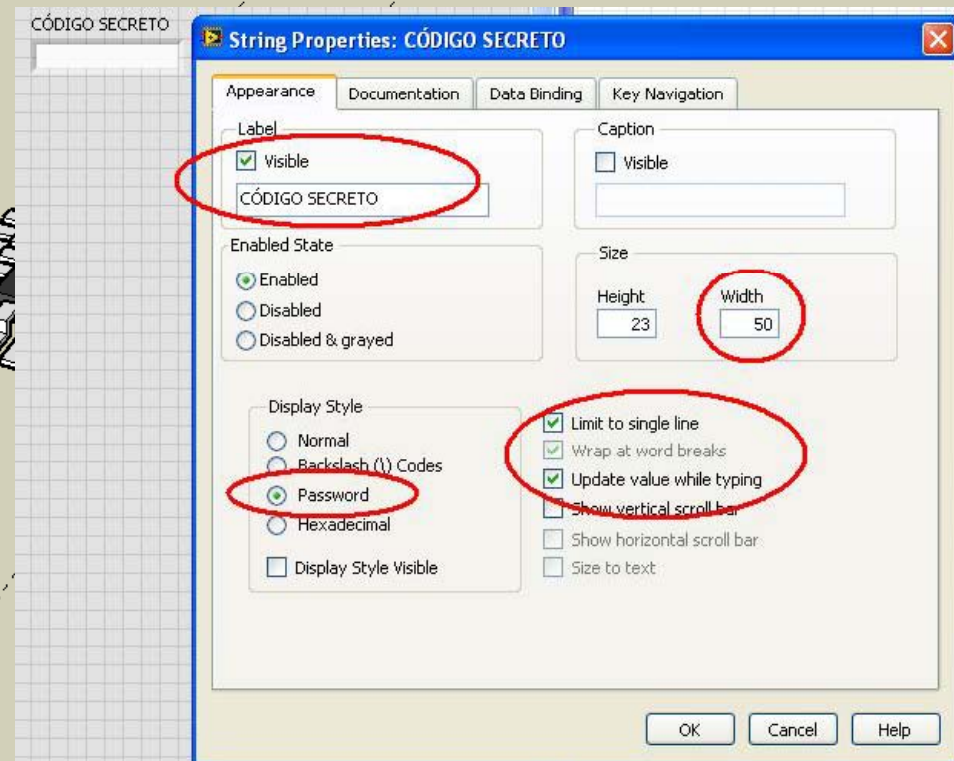 CÓDIGO SECRETO
String Properties: CÓDIGO SECRETO
Appearance Documentation Data Binding Key Navigation
Label
Visible
CÓDIGO SECRETO
Caption
Visible
Enabled State
Enabled
Disabled
Disabled & grayed
Size
Height Width
23 50
Display Style
Normal
Backslash (\) Codes
Password
Hexadecimal
Display Style Visible
Limit to single line
Wrap at word breaks
Update value while typing
Show vertical scroll bar
Show horizontal scroll bar
Size to text
OK Cancel Help